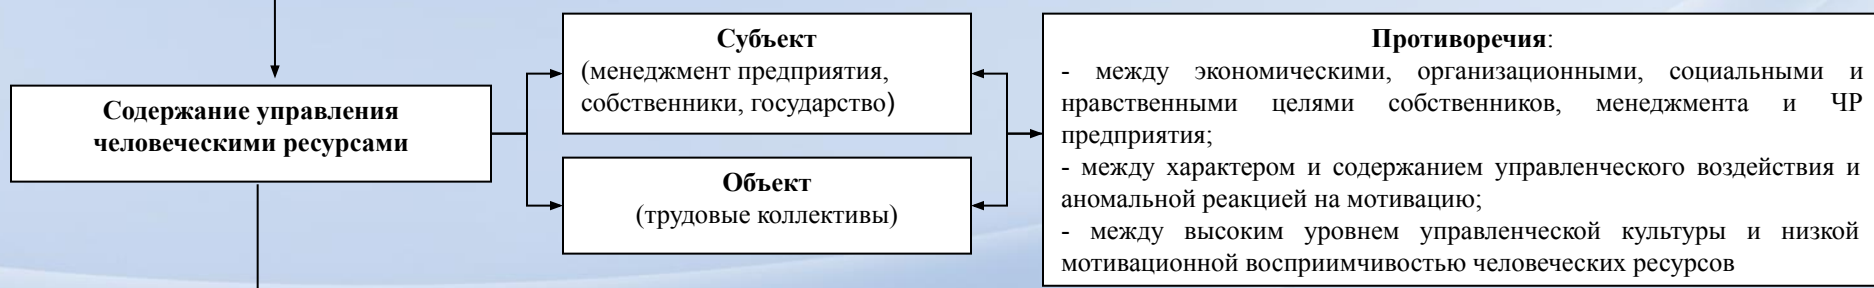 Содержание управления
человеческими ресурсами
Субъект
(менеджмент предприятия,
собственники, государство)
Объект
(трудовые коллективы)
Противоречия:
- между экономическими, организационными, социальными и
нравственными целями собственников, менеджмента и ЧР
предприятия;
- между характером и содержанием управленческого воздействия и
аномальной реакцией на мотивацию;
- между высоким уровнем управленческой культуры и низкой
мотивационной восприимчивостью человеческих ресурсов